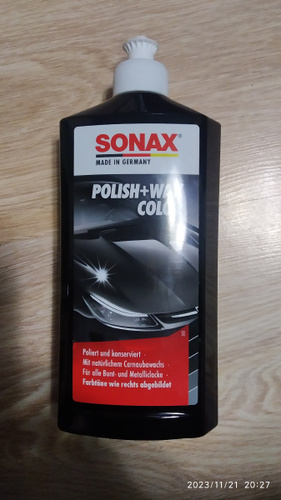 SONAX®
MADE IN GERMANY
POLISH+WA
COLO
Poliert und konserviert ·
Mit natürlichem Carnaubawachs ·
Für alle Bunt- und Metalliclacke ·
Farbtöne wie rechts abgebildet
2023/11/21 20:27